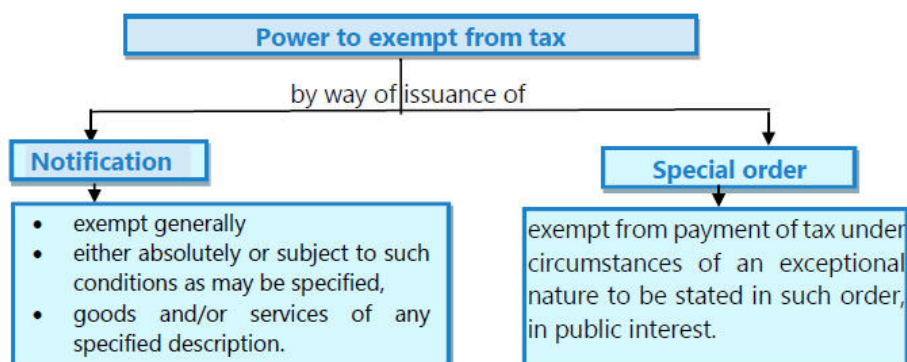 Power to exempt from tax
by way of issuance of
Notification
• exempt generally
• either absolutely or subject to such
conditions as may be specified,
• goods and/or services of any
specified description.
Special order
exempt from payment of tax under
circumstances of an exceptional
nature to be stated in such order,
in public interest.